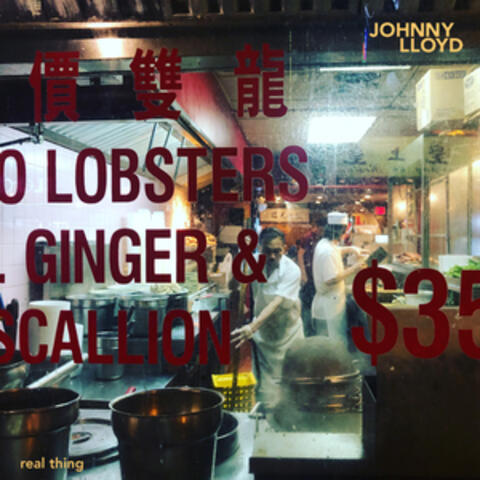 JOHNNY
LLOYD
價 雙 龍
O LOBSTERS
GINGER &
SCALLION
$35
real thing